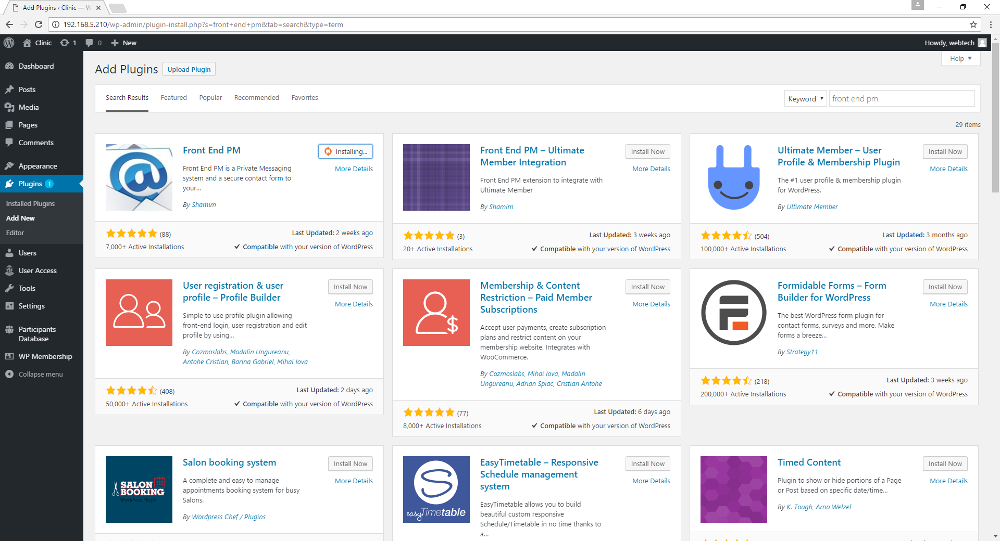 Add Plugins ‹ Clinic — W
192.168.5.210/wp-admin/plugin-install.php?s=front+end+pm&tab=search&type=term
Clinic 1 0 New
Howdy, webtech
Dashboard
Posts
Media
Pages
Comments
Appearance
Plugins 1
Installed Plugins
Add New
Editor
Users
User Access
Tools
Settings
Participants
Database
WP Membership
Collapse menu
Help
Add Plugins Upload Plugin
Search Results Featured Popular Recommended Favorites
Keyword front end pm
29 items
Front End PM
Installing...
More Details
Front End PM is a Private Messaging
system and a secure contact form to
your...
By Shamim
(88)
Last Updated: 2 weeks ago
7,000+ Active Installations
Compatible with your version of WordPress
Front End PM – Ultimate
Member Integration
Install Now
More Details
Front End PM extension to integrate with
Ultimate Member
By Shamim
(3)
Last Updated: 3 weeks ago
20+ Active Installations
Compatible with your version of WordPress
Ultimate Member – User
Profile & Membership Plugin
Install Now
More Details
The #1 user profile & membership plugin
for WordPress.
By Ultimate Member
(504)
Last Updated: 3 months ago
100,000+ Active Installations
Compatible with your version of WordPress
User registration & user
profile – Profile Builder
Install Now
More Details
Simple to use profile plugin allowing
front-end login, user registration and edit
profile by using...
By Cozmoslabs, Madalin Ungureanu,
Antohe Cristian, Barina Gabriel, Mihai Iova
(408)
Last Updated: 2 days ago
50,000+ Active Installations
Compatible with your version of WordPress
Membership & Content
Restriction – Paid Member
Subscriptions
Install Now
More Details
Accept user payments, create subscription
plans and restrict content on your
membership website. Integrates with
WooCommerce.
By Cozmoslabs, Mihai Iova, Madalin
Ungureanu, Adrian Spiac, Cristian Antohe
(77)
Last Updated: 6 days ago
8,000+ Active Installations
Compatible with your version of WordPress
Formidable Forms – Form
Builder for WordPress
Install Now
More Details
The best WordPress form plugin for
contact forms, surveys and more. Make
forms a breeze...
By Strategy11
(218)
Last Updated: 3 weeks ago
200,000+ Active Installations
Compatible with your version of WordPress
SALON
BOOKING
WordPress Plugin
Salon booking system
Install Now
More Details
A complete and easy to manage
appointments booking system for busy
Salons.
By Wordpress Chef / Plugins
easyTimetable
EasyTimetable – Responsive
Schedule management
system
Install Now
More Details
EasyTimetable allows you to build
beautiful custom responsive
Schedule/Timetable in no time thanks to
a...
Timed Content
Install Now
More Details
Plugin to show or hide portions of a Page
or Post based on specific date/time...
By K. Tough, Arno Welzel